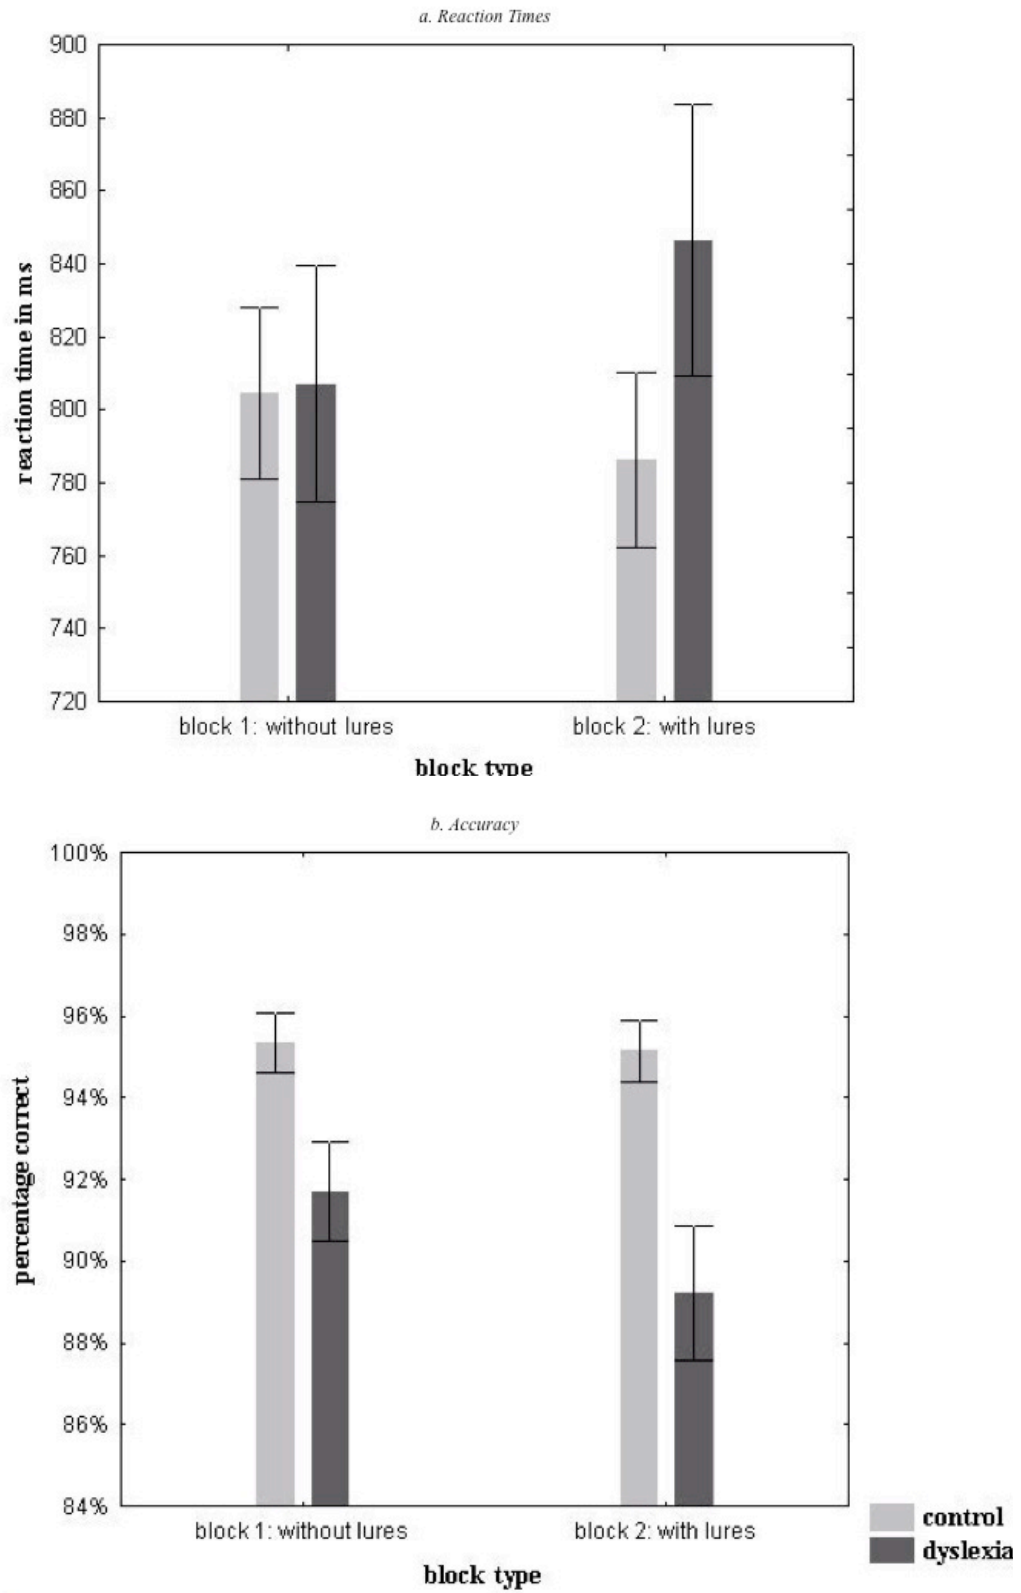 a. Reaction Times
900
880
860
840
820
800
780
760
740
720
reaction time in ms
block 1: without lures
block 2: with lures
block type
b. Accuracy
100%
98%
96%
94%
92%
90%
88%
86%
84%
percentage correct
block 1: without lures
block 2: with lures
block type
control
dyslexia